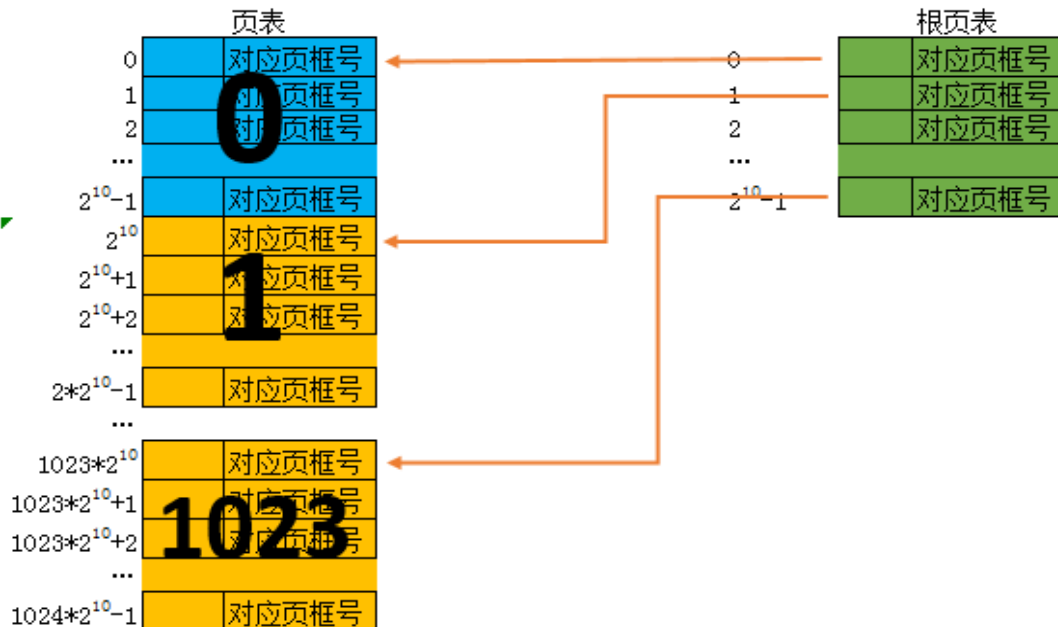 页表 根页表
0 对应页框号 0 对应页框号
1 对应页框号 1 对应页框号
2 对应页框号 2 对应页框号
... ...
2^10-1 对应页框号 2^10-1 对应页框号
0
2^10 对应页框号
2^10+1 对应页框号
2^10+2 对应页框号
...
2*2^10-1 对应页框号
1
...
1023*2^10 对应页框号
1023*2^10+1 对应页框号
1023*2^10+2 对应页框号
...
1024*2^10-1 对应页框号
1023